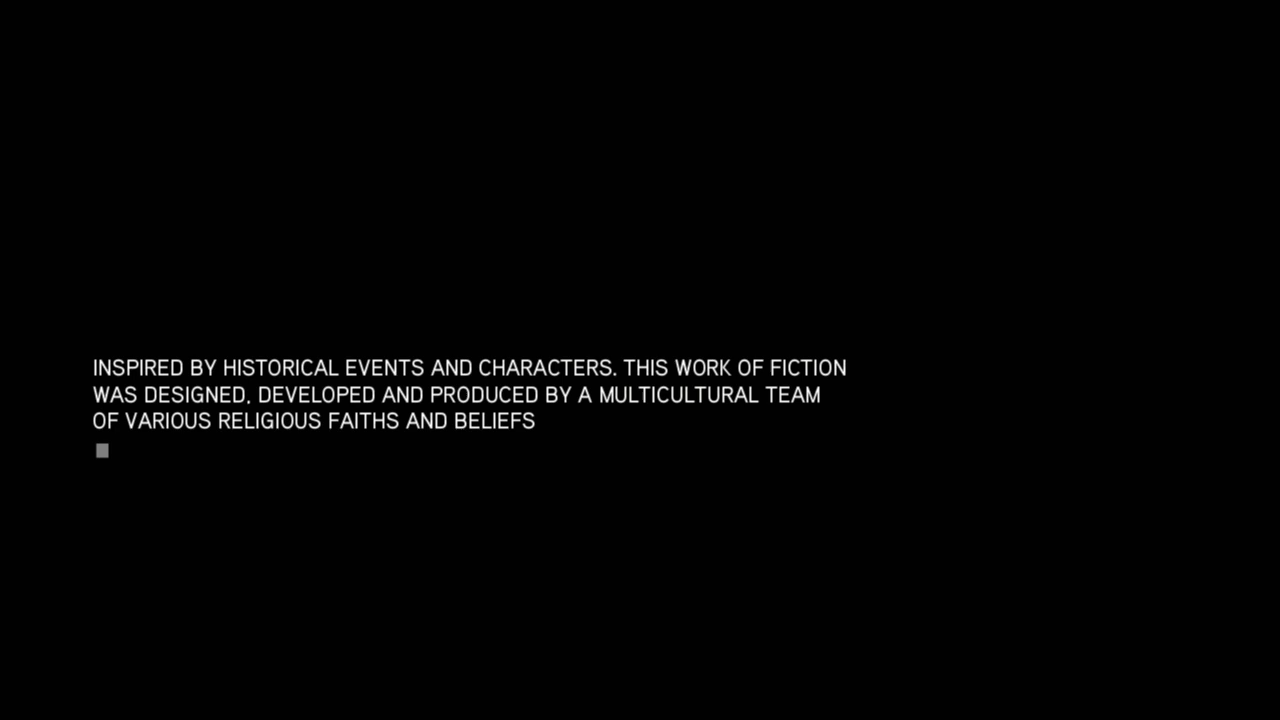 INSPIRED BY HISTORICAL EVENTS AND CHARACTERS. THIS WORK OF FICTION
WAS DESIGNED, DEVELOPED AND PRODUCED BY A MULTICULTURAL TEAM
OF VARIOUS RELIGIOUS FAITHS AND BELIEFS